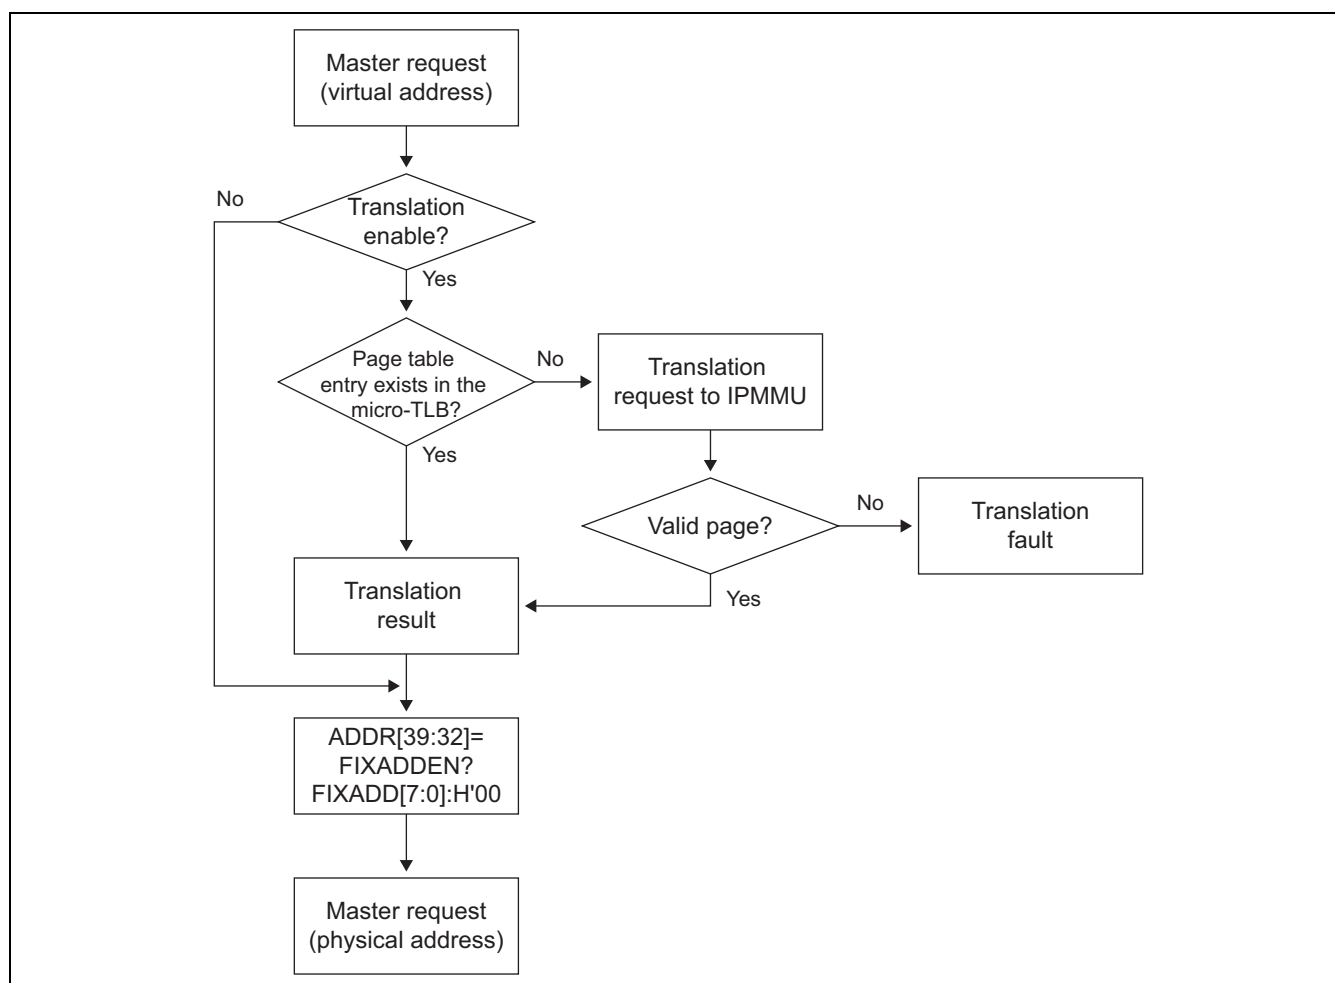 Master request
(virtual address)
No
Translation
enable?
Yes
Page table
entry exists in the
micro-TLB?
No
Translation
request to IPMMU
Yes
Valid page?
No
Translation
fault
Translation
result
Yes
ADDR[39:32]=
FIXADDEN?
FIXADD[7:0]:H'00
Master request
(physical address)